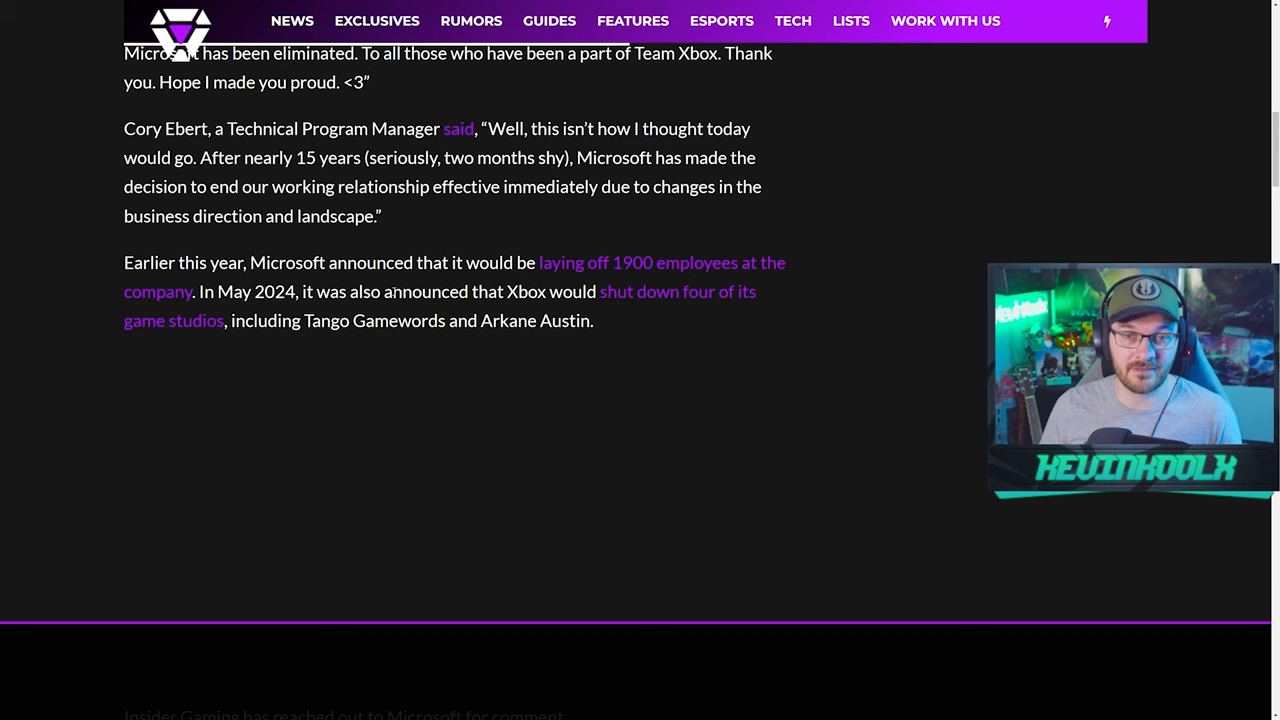 NEWS EXCLUSIVES RUMORS GUIDES FEATURES ESPORTS TECH LISTS WORK WITH US
Microsoft has been eliminated. To all those who have been a part of Team Xbox. Thank
you. Hope I made you proud. <3”
Cory Ebert, a Technical Program Manager said, “Well, this isn’t how I thought today
would go. After nearly 15 years (seriously, two months shy), Microsoft has made the
decision to end our working relationship effective immediately due to changes in the
business direction and landscape.”
Earlier this year, Microsoft announced that it would be laying off 1900 employees at the
company. In May 2024, it was also announced that Xbox would shut down four of its
game studios, including Tango Gamewords and Arkane Austin.
KEVINKOOLX
Insider Gaming has reached out to Microsoft for comment.